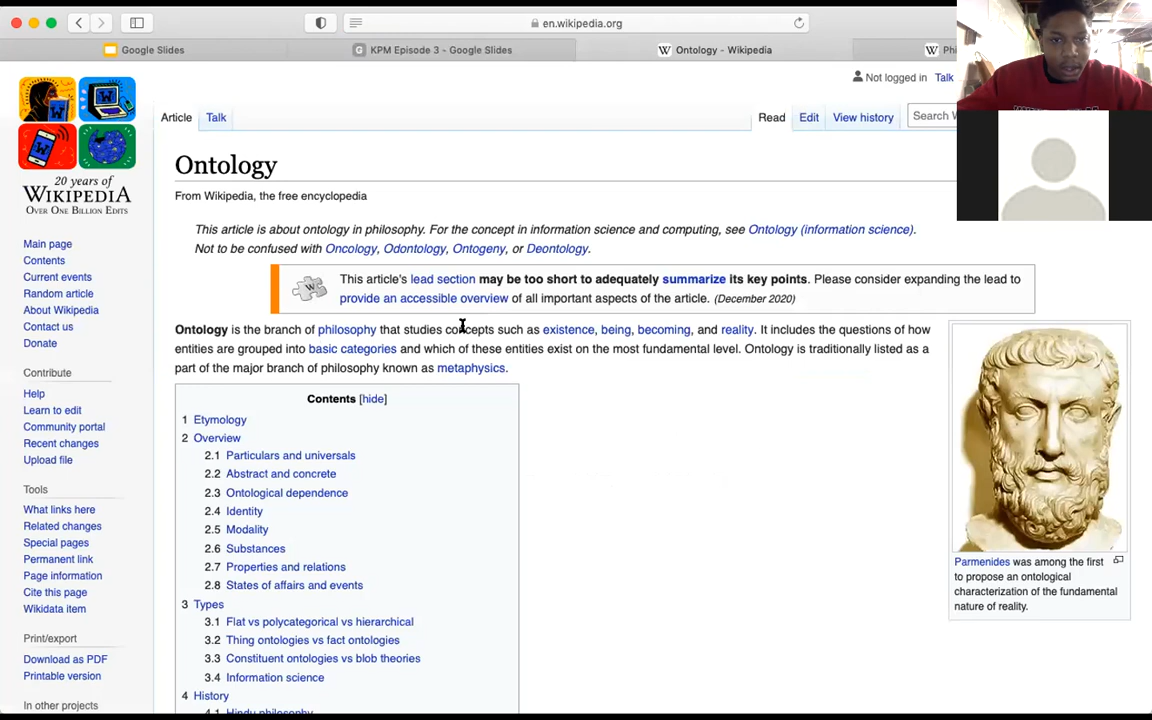 en.wikipedia.org
Google Slides
KPM Episode 3 - Google Slides
Ontology - Wikipedia
Not logged in Talk
Article Talk Read Edit View history Search
20 years of
WIKIPEDIA
OVER ONE BILLION EDITS
Main page
Contents
Current events
Random article
About Wikipedia
Contact us
Donate
Contribute
Help
Learn to edit
Community portal
Recent changes
Upload file
Tools
What links here
Related changes
Special pages
Permanent link
Page information
Cite this page
Wikidata item
Print/export
Download as PDF
Printable version
In other projects
Ontology
From Wikipedia, the free encyclopedia
This article is about ontology in philosophy. For the concept in information science and computing, see Ontology (information science).
Not to be confused with Oncology, Odontology, Ontogeny, or Deontology.
This article's lead section may be too short to adequately summarize its key points. Please consider expanding the lead to
provide an accessible overview of all important aspects of the article. (December 2020)
Ontology is the branch of philosophy that studies concepts such as existence, being, becoming, and reality. It includes the questions of how
entities are grouped into basic categories and which of these entities exist on the most fundamental level. Ontology is traditionally listed as a
part of the major branch of philosophy known as metaphysics.
Contents [hide]
1 Etymology
2 Overview
2.1 Particulars and universals
2.2 Abstract and concrete
2.3 Ontological dependence
2.4 Identity
2.5 Modality
2.6 Substances
2.7 Properties and relations
2.8 States of affairs and events
3 Types
3.1 Flat vs polycategorical vs hierarchical
3.2 Thing ontologies vs fact ontologies
3.3 Constituent ontologies vs blob theories
3.4 Information science
4 History
4.1 Hindu philosophy
Parmenides was among the first
to propose an ontological
characterization of the fundamental
nature of reality.